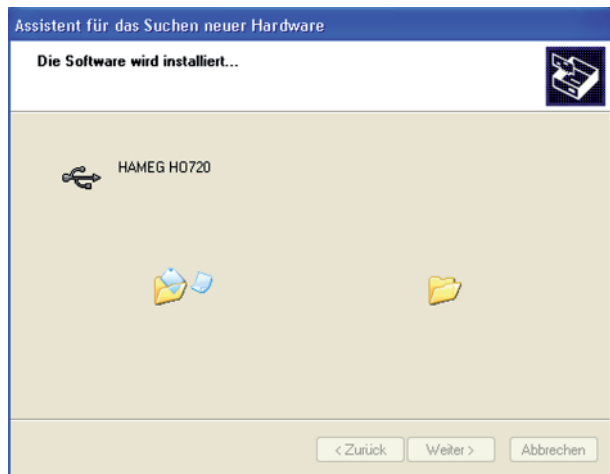 Assistent für das Suchen neuer Hardware
Die Software wird installiert...
HAMEG HO720
< Zurück
Weiter >
Abbrechen